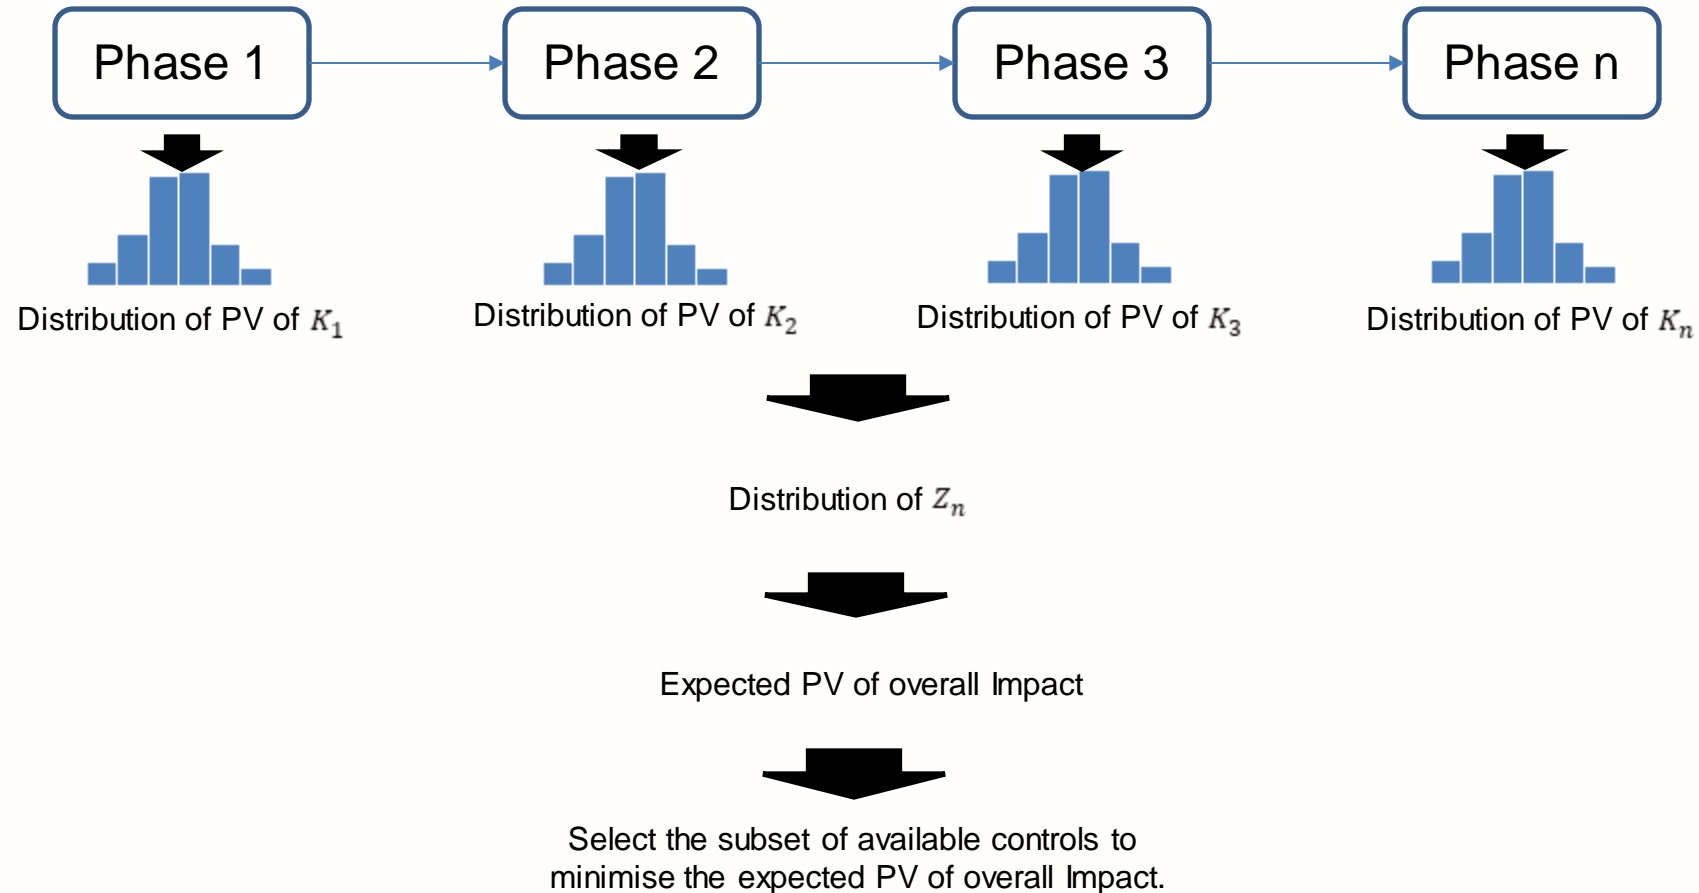 Phase 1
Phase 2
Phase 3
Phase n
Distribution of PV of K₁
Distribution of PV of K₂
Distribution of PV of K₃
Distribution of PV of Kₙ
Distribution of Zₙ
Expected PV of overall Impact
Select the subset of available controls to
minimise the expected PV of overall Impact.